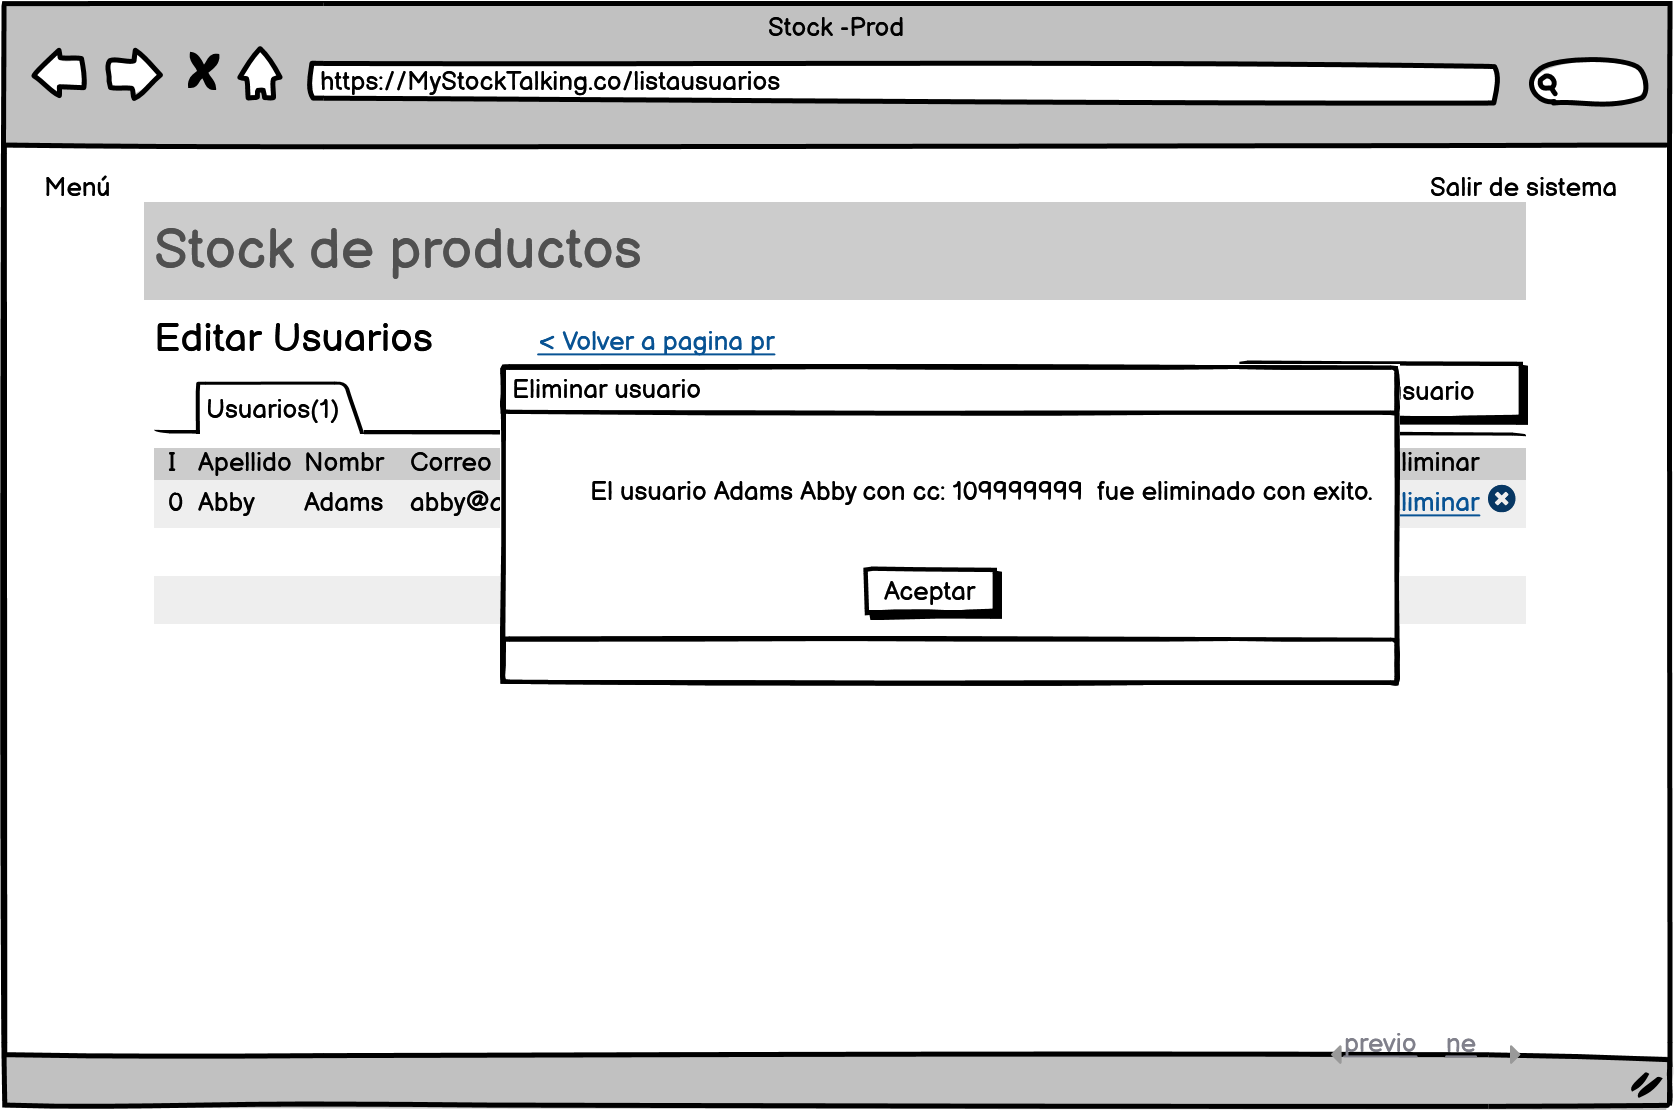 Stock -Prod
https://MyStockTalking.co/listausuarios
Menú
Salir de sistema
Stock de productos
Editar Usuarios
< Volver a pagina pr
Eliminar usuario
suario
Usuarios(1)
I Apellido Nombr Correo
liminar
0 Abby Adams abby@a
liminar
El usuario Adams Abby con cc: 109999999 fue eliminado con exito.
Aceptar
previo ne